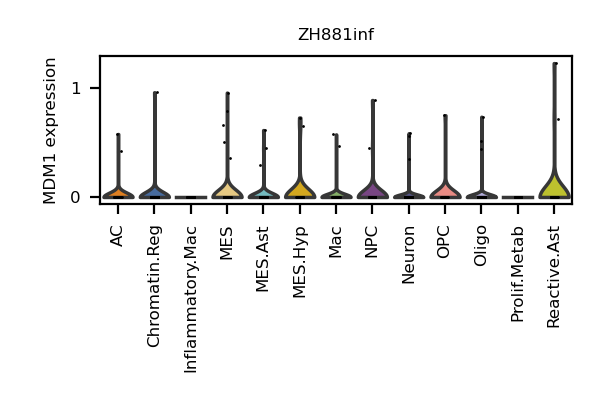 ZH881inf
MDM1 expression
1
0
AC
Chromatin.Reg
Inflammatory.Mac
MES
MES.Ast
MES.Hyp
Mac
NPC
Neuron
OPC
Oligo
Prolif.Metab
Reactive.Ast